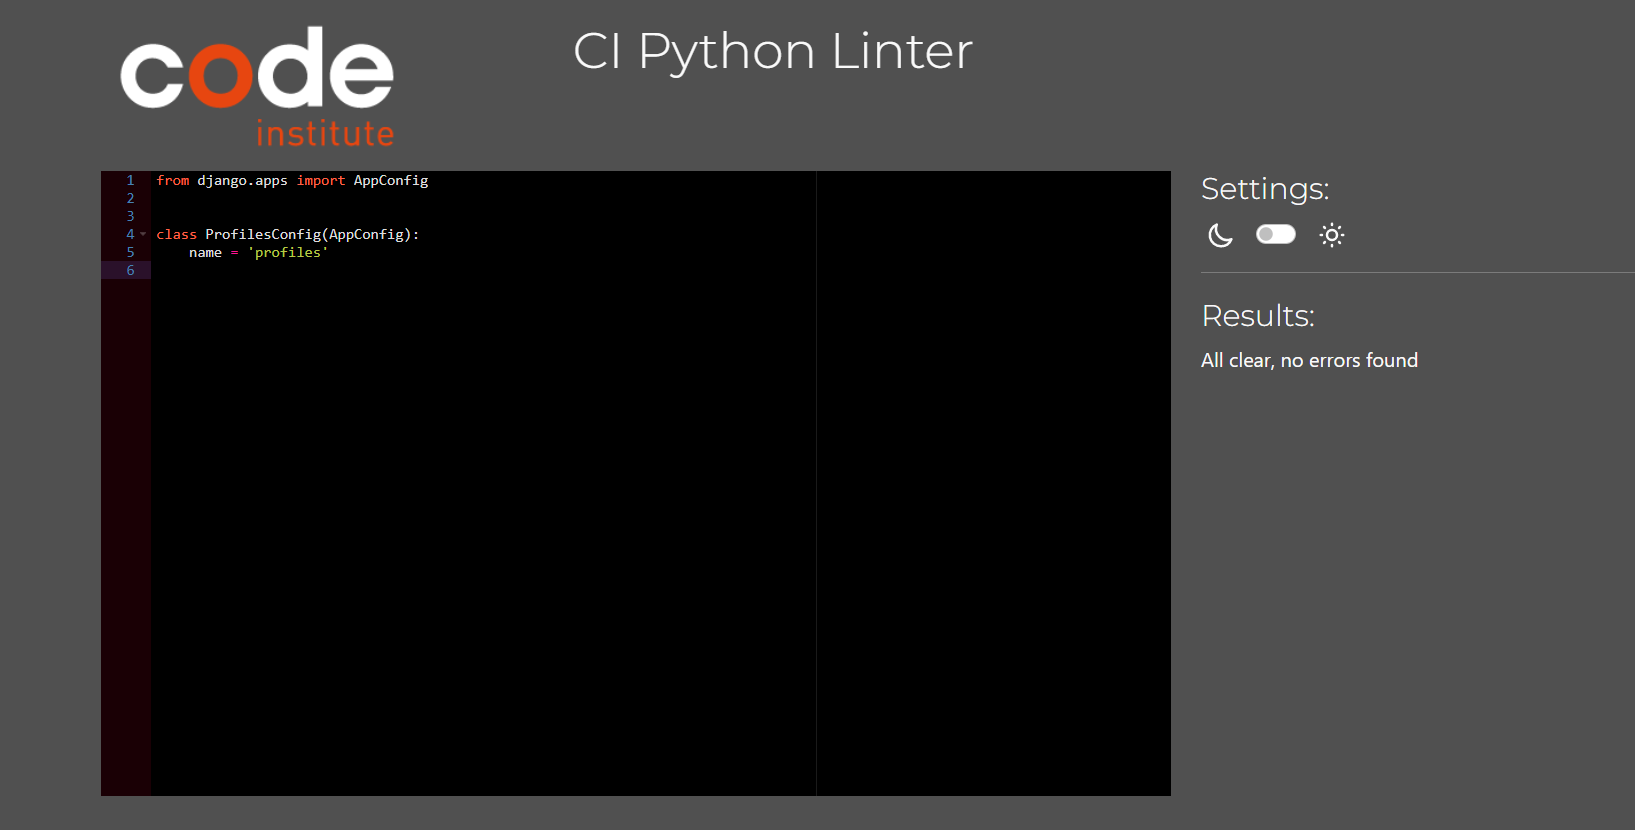 code
institute
CI Python Linter
1 from django.apps import AppConfig
2
3
4 class ProfilesConfig(AppConfig):
5     name = 'profiles'
6
Settings:
Results:
All clear, no errors found